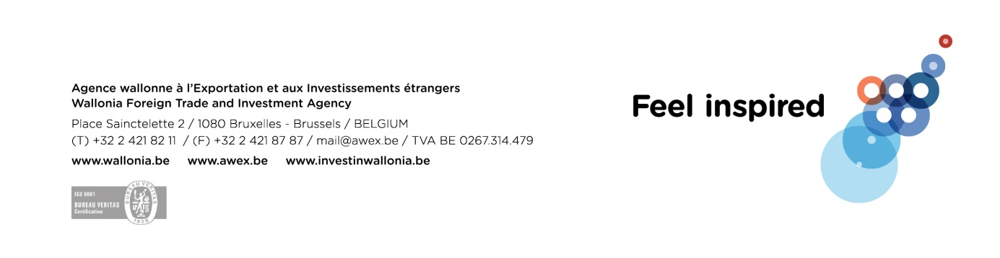 Agence wallonne à l'Exportation et aux Investissements étrangers
Wallonia Foreign Trade and Investment Agency
Place Sainctelette 2 / 1080 Bruxelles - Brussels / BELGIUM
(T) +32 2 421 82 11 / (F) +32 2 421 87 87 / mail@awex.be / TVA BE 0267.314.479
www.wallonia.be www.awex.be www.investinwallonia.be
ISO 9001
BUREAU VERITAS
Certification
BUREAU VERITAS
1828
Feel inspired